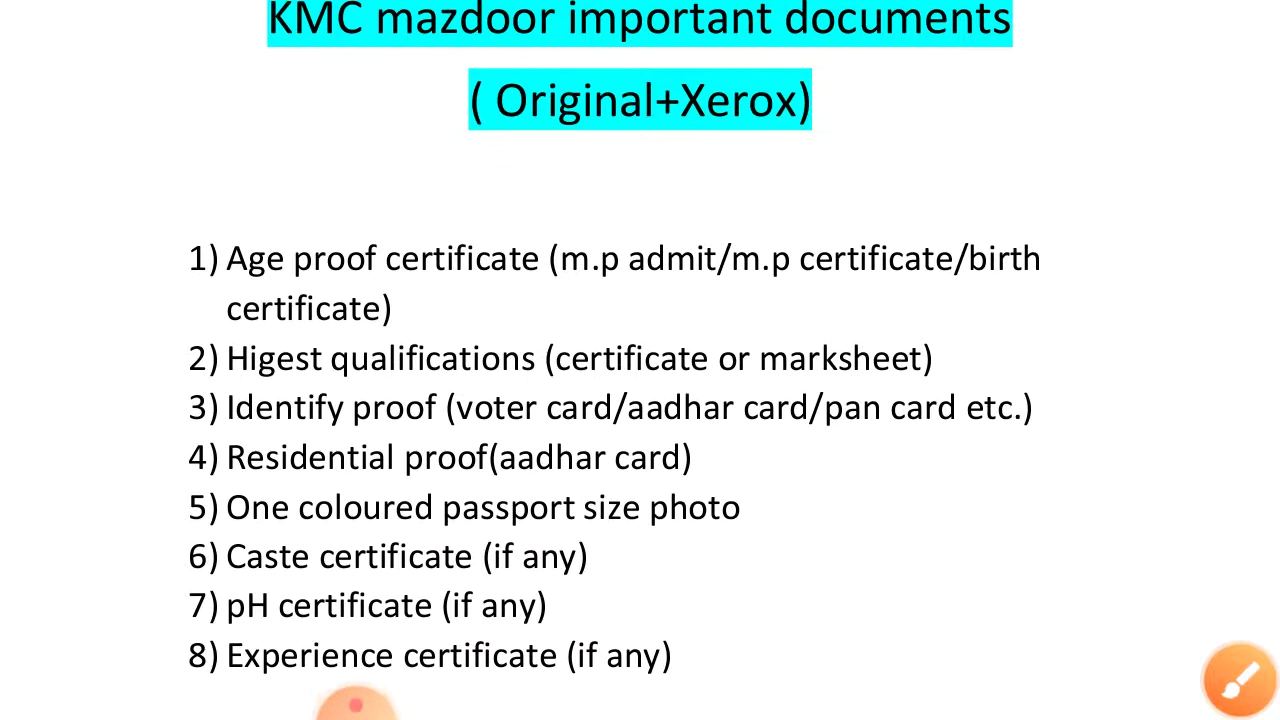 KMC mazdoor important documents
( Original+Xerox)
1) Age proof certificate (m.p admit/m.p certificate/birth
certificate)
2) Higest qualifications (certificate or marksheet)
3) Identify proof (voter card/aadhar card/pan card etc.)
4) Residential proof(aadhar card)
5) One coloured passport size photo
6) Caste certificate (if any)
7) pH certificate (if any)
8) Experience certificate (if any)